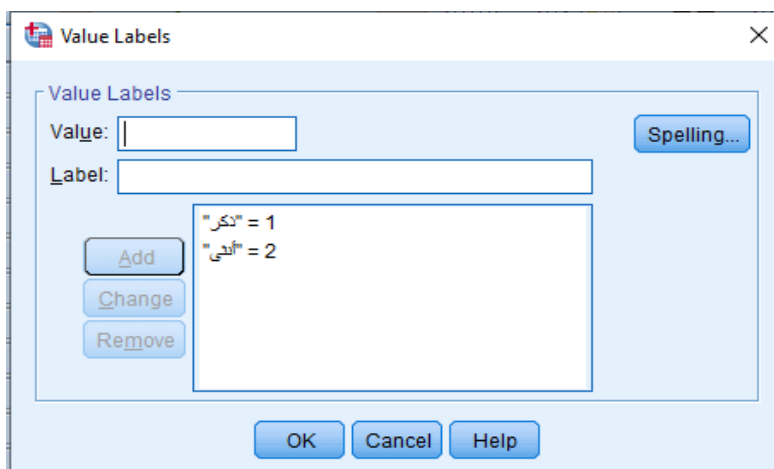 Value Labels
Value Labels
Value:
Spelling...
Label:
"ذكر" = 1
"أنثى" = 2
Add
Change
Remove
OK
Cancel
Help